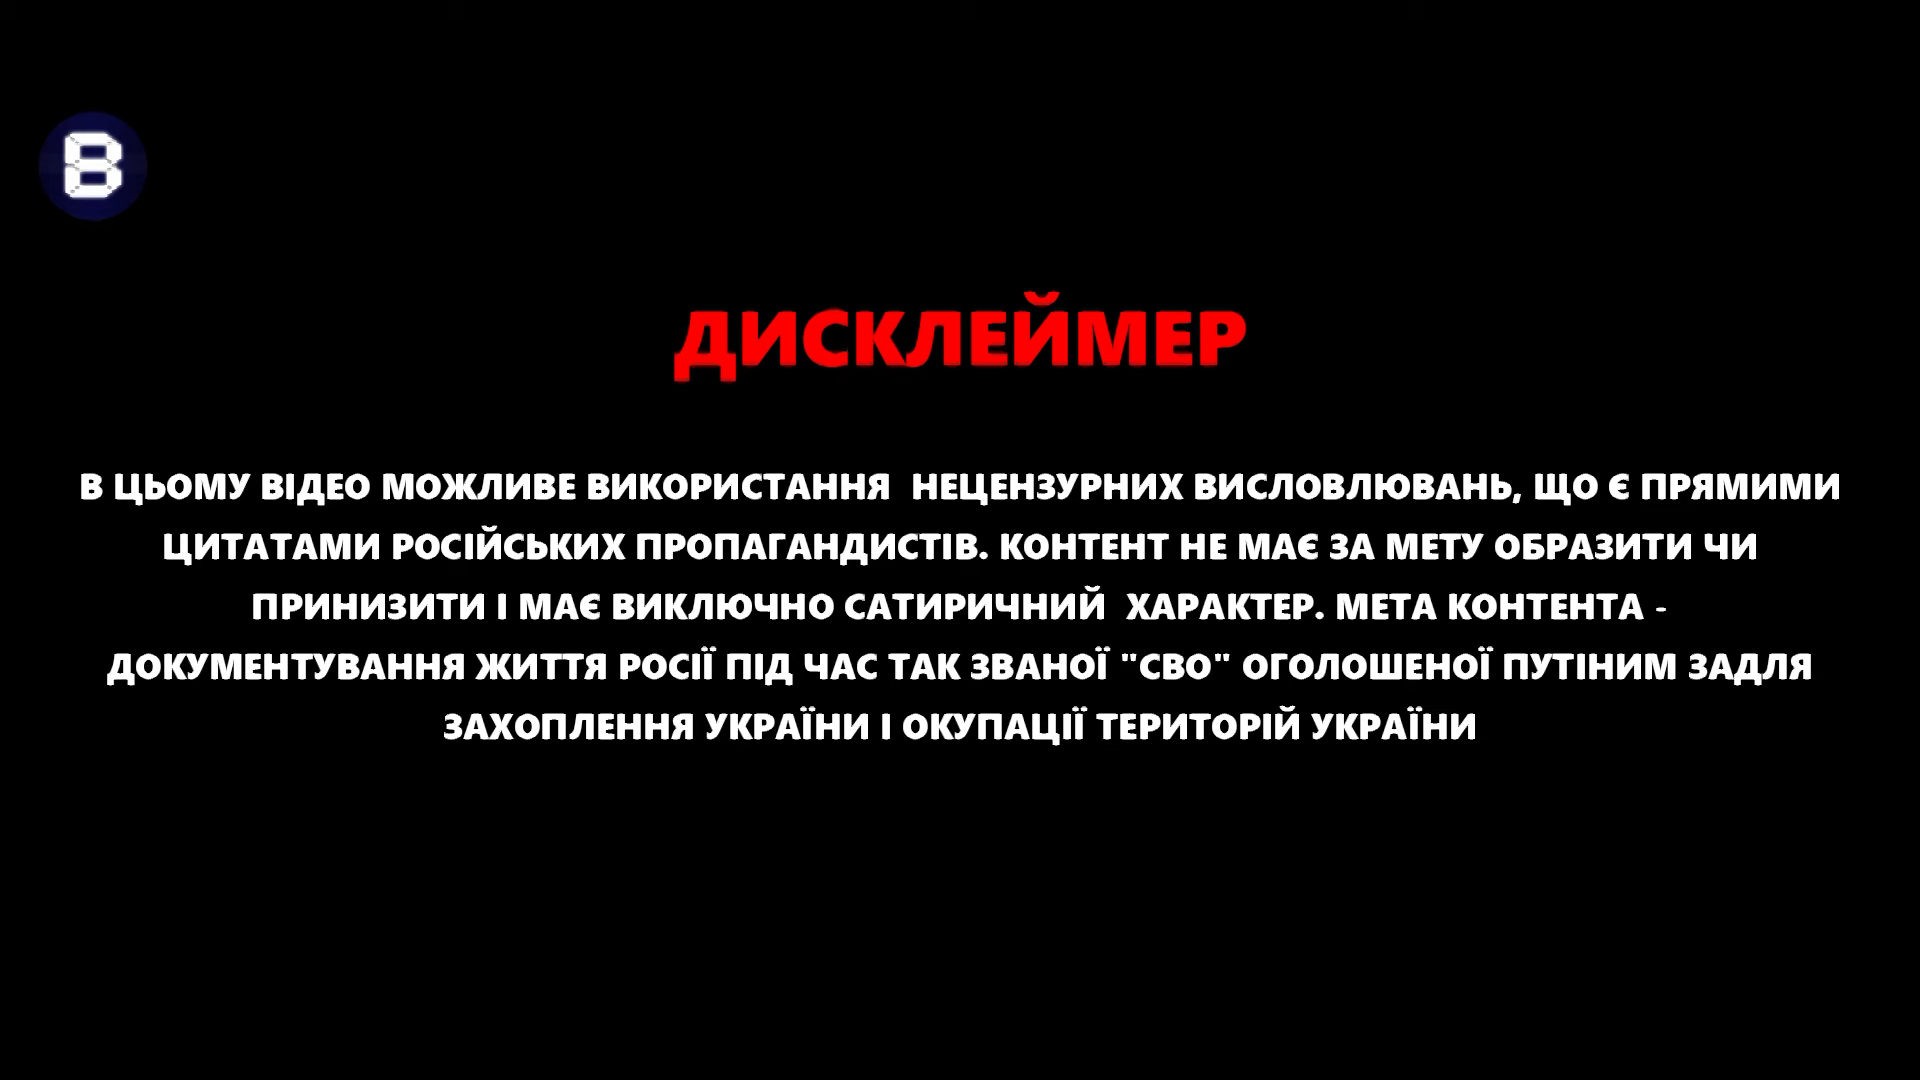 B
ДИСКЛЕЙМЕР
В ЦЬОМУ ВІДЕО МОЖЛИВЕ ВИКОРИСТАННЯ НЕЦЕНЗУРНИХ ВИСЛОВЛЮВАНЬ, ЩО Є ПРЯМИМИ
ЦИТАТАМИ РОСІЙСЬКИХ ПРОПАГАНДИСТІВ. КОНТЕНТ НЕ МАЄ ЗА МЕТУ ОБРАЗИТИ ЧИ
ПРИНИЗИТИ І МАЄ ВИКЛЮЧНО САТИРИЧНИЙ ХАРАКТЕР. МЕТА КОНТЕНТА -
ДОКУМЕНТУВАННЯ ЖИТТЯ РОСІЇ ПІД ЧАС ТАК ЗВАНОЇ "СВО" ОГОЛОШЕНОЇ ПУТІНИМ ЗАДЛЯ
ЗАХОПЛЕННЯ УКРАЇНИ І ОКУПАЦІЇ ТЕРИТОРІЙ УКРАЇНИ